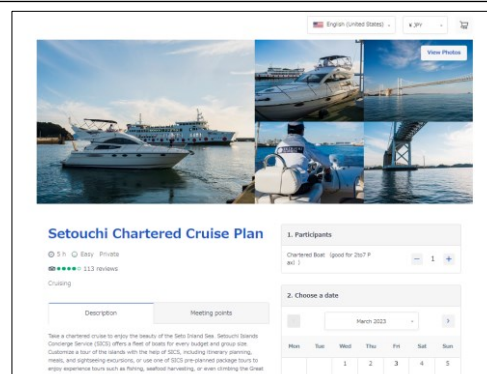 English (United States)
¥ JPY
View Photos
Setouchi Chartered Cruise Plan
5 h Easy Private
113 reviews
Cruising
Description
Meeting points
Take a chartered cruise to enjoy the beauty of the Seto Inland Sea. Setouchi Islands
Concierge Service (SICS) offers a fleet of boats for every budget and group size.
Customize a tour of the islands with the help of SICS, including itinerary planning,
meals, and sightseeing excursions, or use one of SICS pre-planned package tours to
enjoy experience tours such as fishing, seafood harvesting, or even climbing the Great
1. Participants
Chartered Boat (good for 2to7 P
ax) )
1
2. Choose a date
March 2023
Mon Tue Wed Thu Fri Sat Sun
1 2 3 4 5